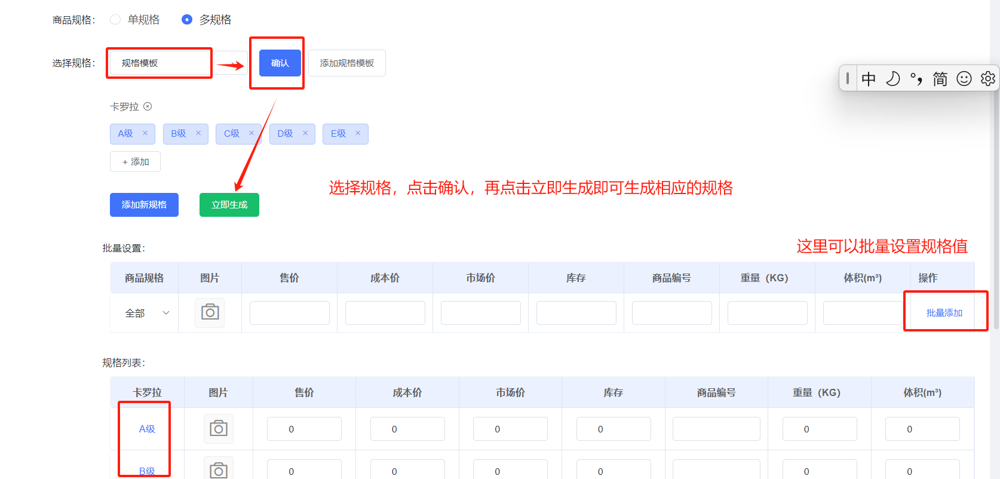 商品规格： 单规格 多规格
选择规格： 规格模板 确认 添加规格模板
中 °, 简
卡罗拉
A级 × B级 × C级 × D级 × E级 ×
+ 添加
选择规格，点击确认，再点击立即生成即可生成相应的规格
添加新规格 立即生成
这里可以批量设置规格值
批量设置：
商品规格 图片 售价 成本价 市场价 库存 商品编号 重量（KG） 体积(m³) 操作
全部 批量添加
规格列表：
卡罗拉 图片 售价 成本价 市场价 库存 商品编号 重量（KG） 体积(m³)
A级 0 0 0 0 0 0
B级 0 0 0 0 0 0